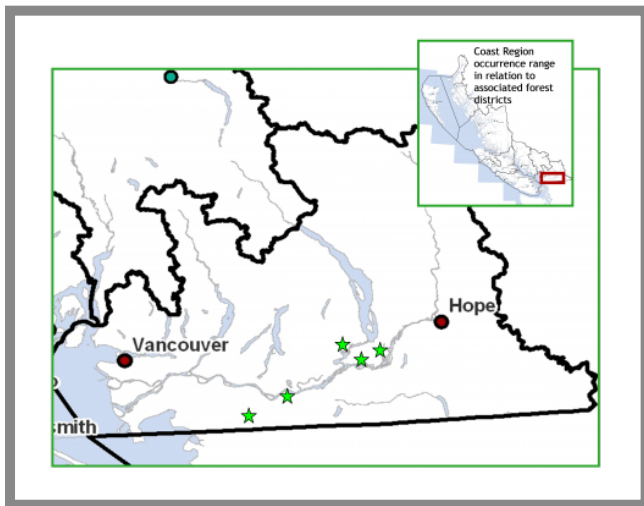 Coast Region
occurrence range
in relation to
associated forest
districts
Hope
Vancouver
smith